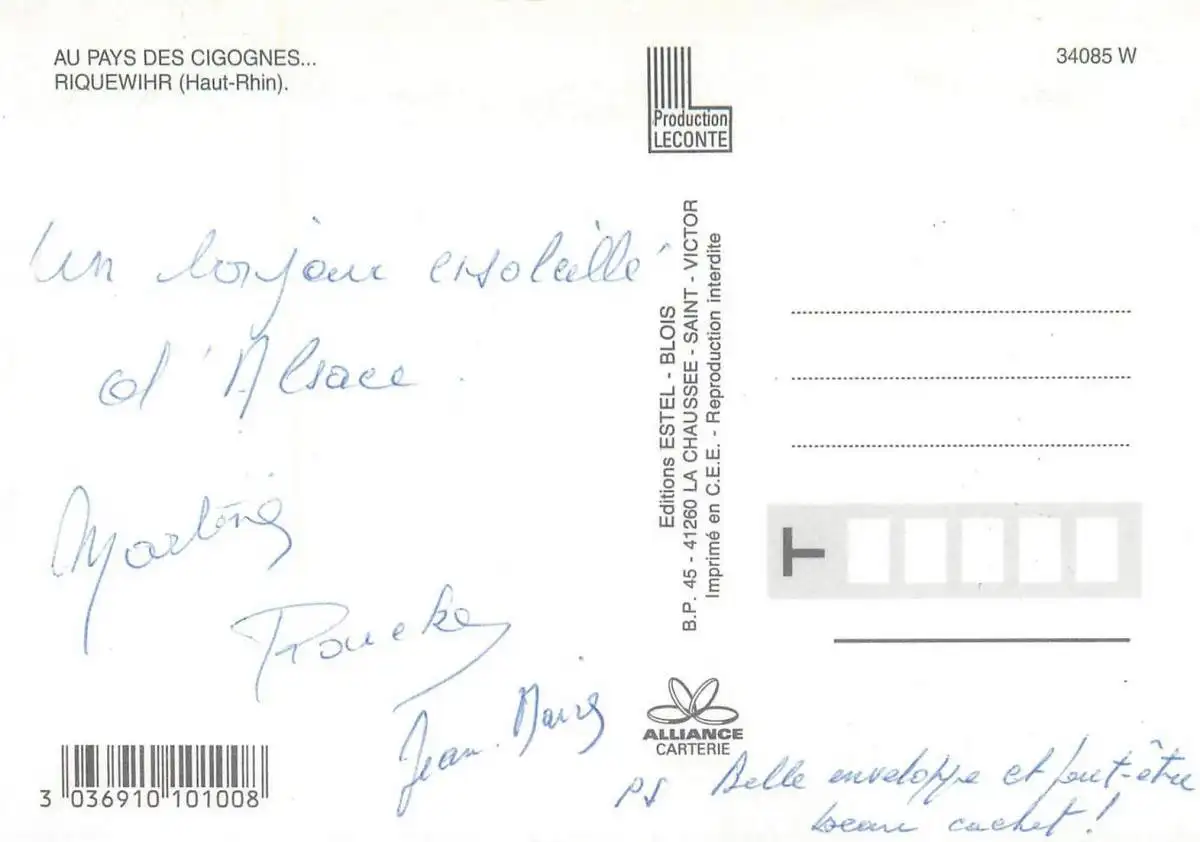 AU PAYS DES CIGOGNES...
RIQUEWIHR (Haut-Rhin).
34085 W
Production
LECONTE
Un bonjour ensoleillé
d'Alsace.
Martine
Francke
Jean-Marie
Editions ESTEL - BLOIS
B.P. 45 - 41260 LA CHAUSSEE - SAINT - VICTOR
Imprimé en C.E.E. - Reproduction interdite
T
ALLIANCE
CARTERIE
3 036910 101008
PS Belle enveloppe et peut-être
beau cachet !